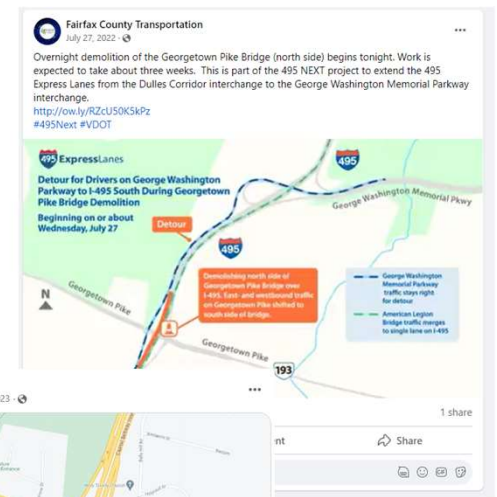 Fairfax County Transportation
July 27, 2022 ·
Overnight demolition of the Georgetown Pike Bridge (north side) begins tonight. Work is
expected to take about three weeks. This is part of the 495 NEXT project to extend the 495
Express Lanes from the Dulles Corridor interchange to the George Washington Memorial Parkway
interchange.
http://ow.ly/RZcU50K5kPz
#495Next #VDOT
495 ExpressLanes
Detour for Drivers on George Washington
Parkway to I-495 South During Georgetown
Pike Bridge Demolition
Beginning on or about
Wednesday, July 27
Detour
495
495
George Washington Memorial Pkwy
Demolishing north side of
Georgetown Pike Bridge over
I-495. East- and westbound traffic
on Georgetown Pike shifted to
south side of bridge.
George Washington
Memorial Parkway
traffic stays right
for detour
American Legion
Bridge traffic merges
to single lane on I-495
N
Georgetown Pike
Georgetown Pike
193
23 ·
1 share
nt
Share
GIF